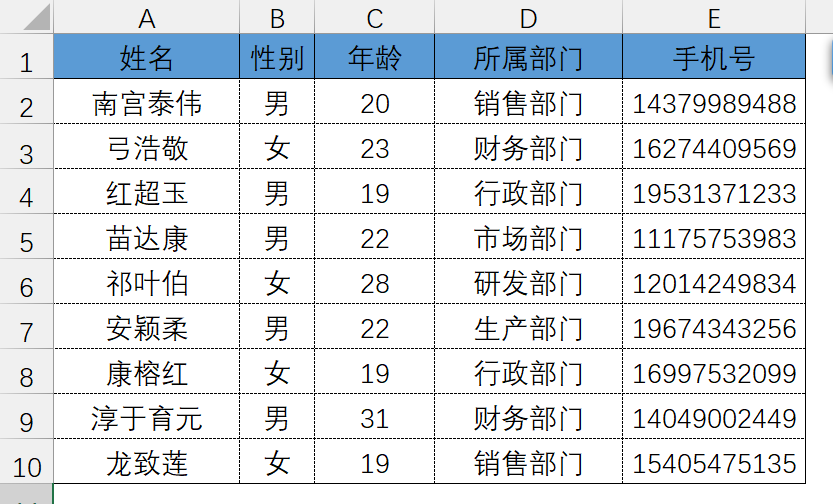 A B C D E
1 姓名 性别 年龄 所属部门 手机号
2 南宫泰伟 男 20 销售部门 14379989488
3 弓浩敬 女 23 财务部门 16274409569
4 红超玉 男 19 行政部门 19531371233
5 苗达康 男 22 市场部门 11175753983
6 祁叶伯 女 28 研发部门 12014249834
7 安颖柔 男 22 生产部门 19674343256
8 康榕红 女 19 行政部门 16997532099
9 淳于育元 男 31 财务部门 14049002449
10 龙致莲 女 19 销售部门 15405475135